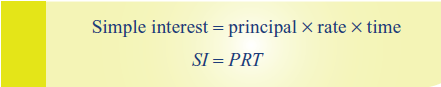 Simple interest = principal × rate × time
SI = PRT